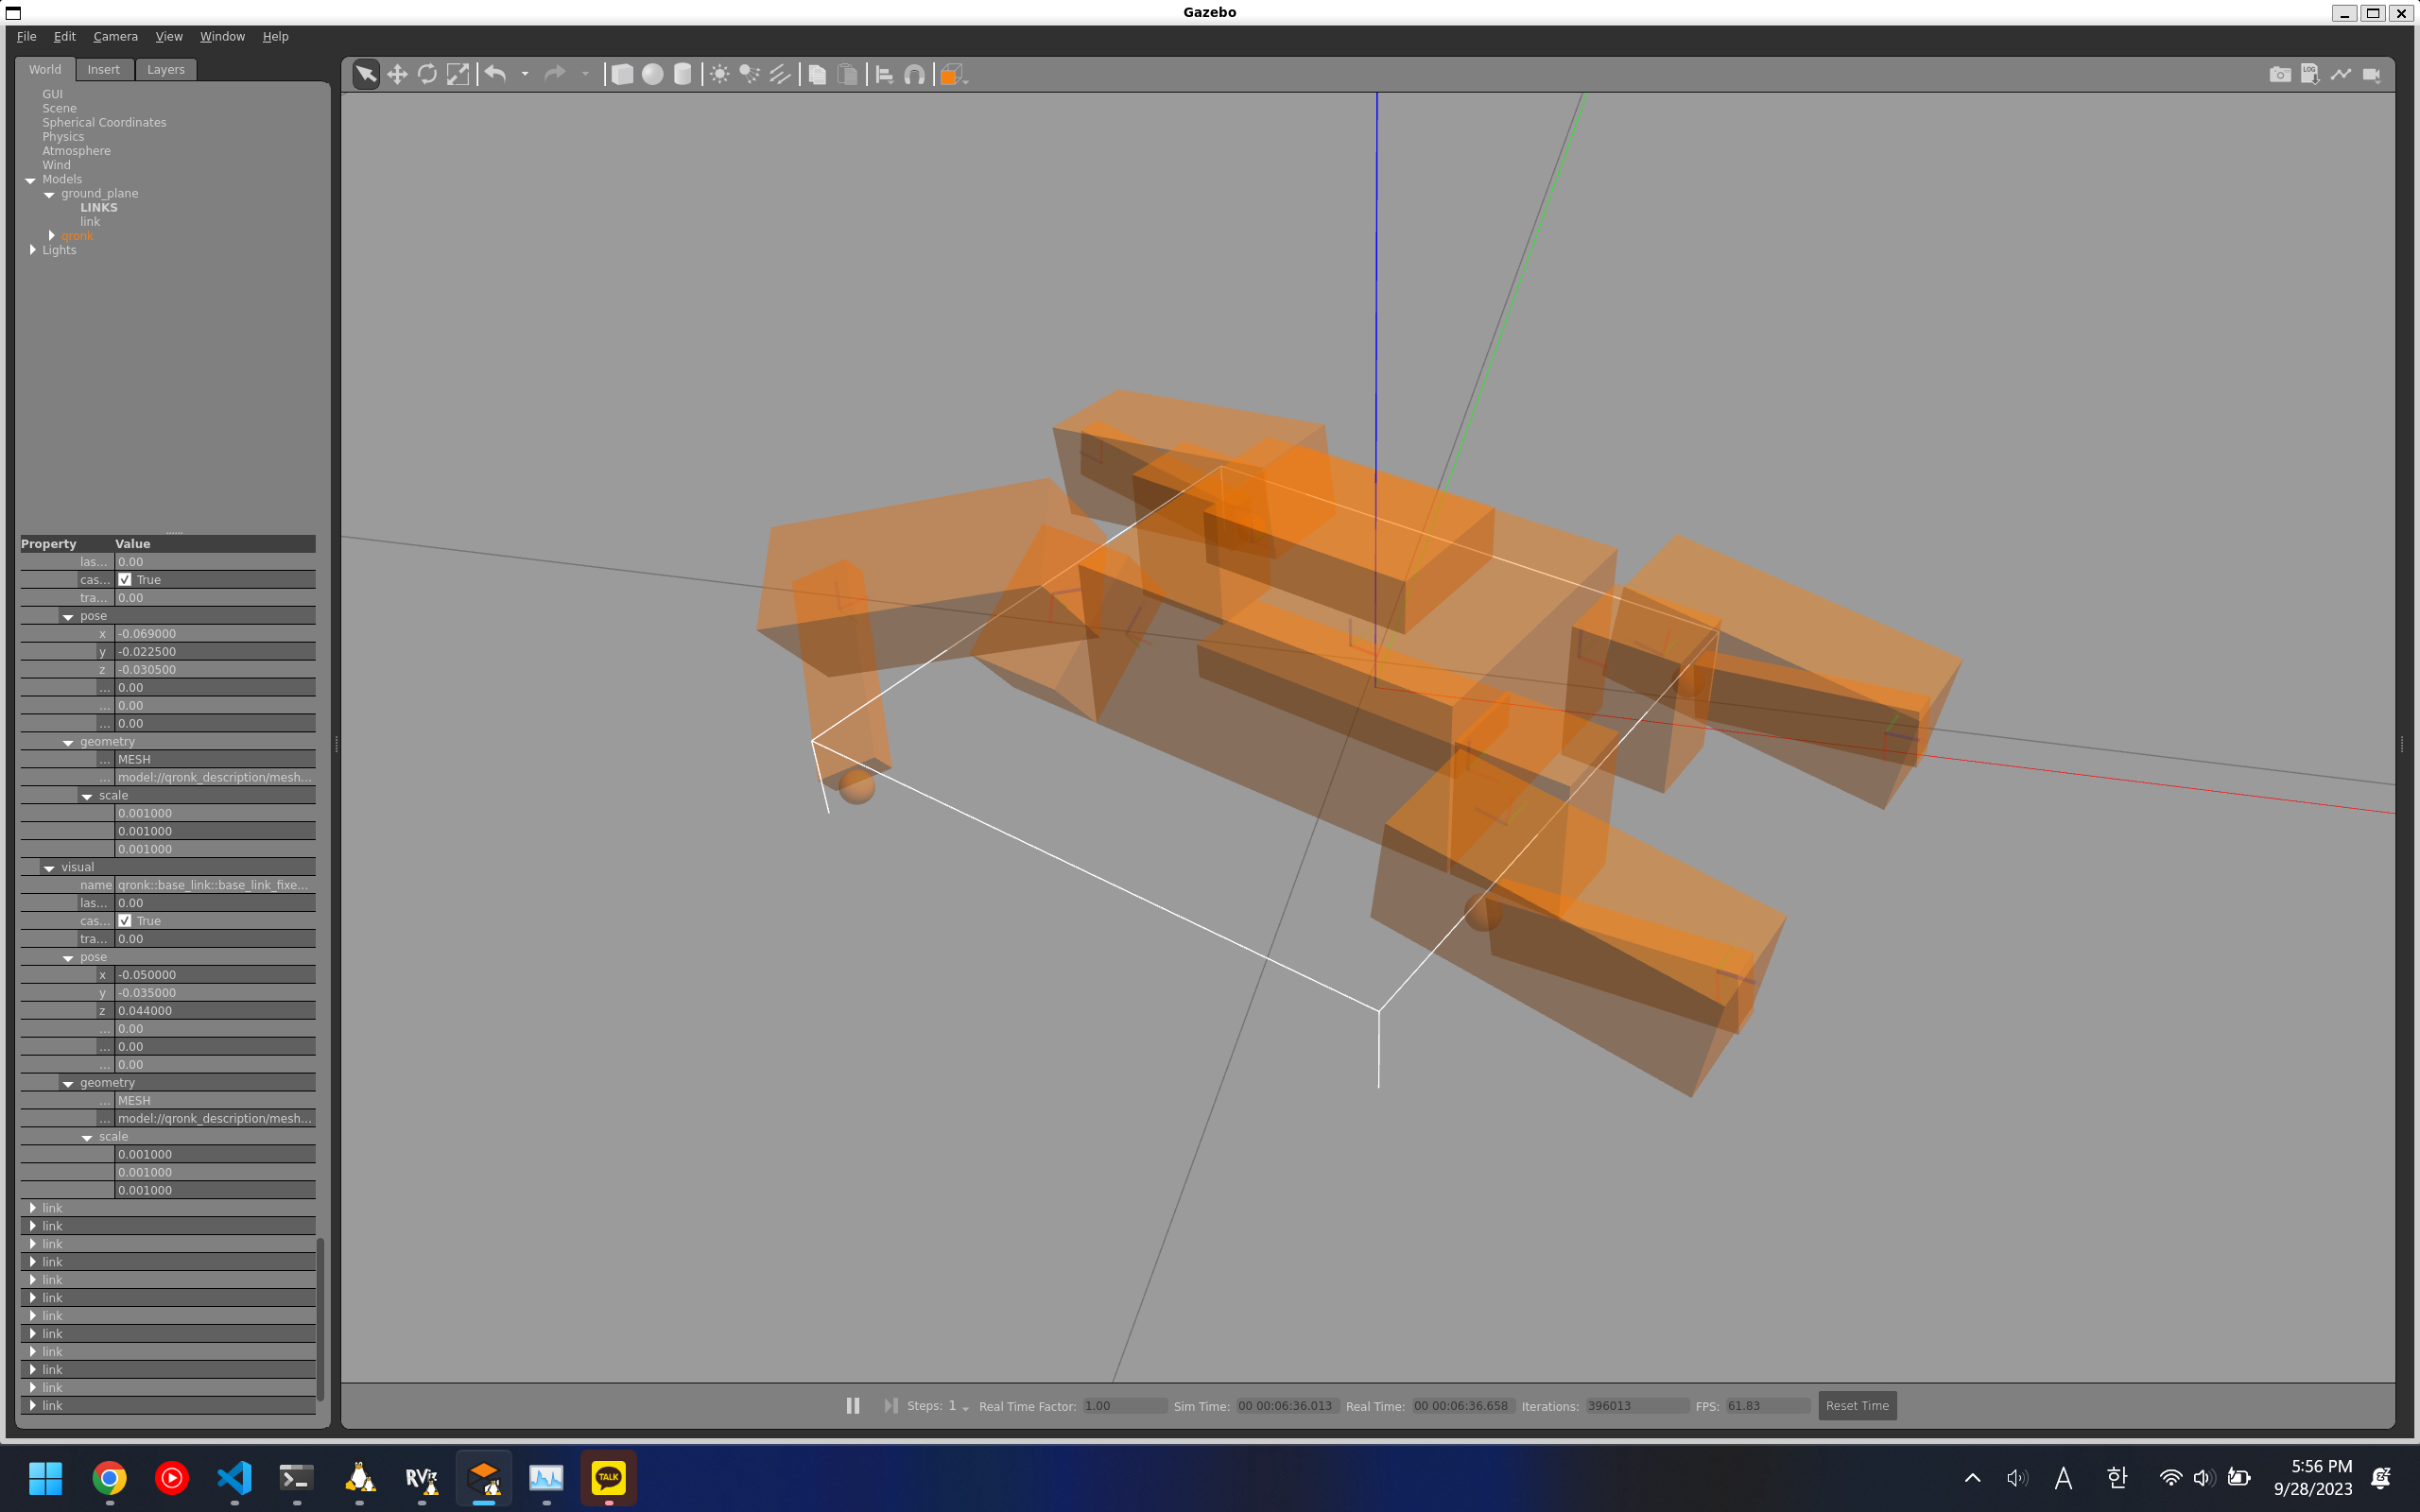 Gazebo
File Edit Camera View Window Help
World Insert Layers
GUI
Scene
Spherical Coordinates
Physics
Atmosphere
Wind
Models
ground_plane
LINKS
link
qronk
Lights
Property Value
las... 0.00
cas... True
tra... 0.00
pose
x -0.069000
y -0.022500
z -0.030500
... 0.00
... 0.00
... 0.00
geometry
... MESH
... model://qronk_description/mesh...
scale
0.001000
0.001000
0.001000
visual
name qronk::base_link::base_link_fixe...
las... 0.00
cas... True
tra... 0.00
pose
x -0.050000
y -0.035000
z 0.044000
... 0.00
... 0.00
... 0.00
geometry
... MESH
... model://qronk_description/mesh...
scale
0.001000
0.001000
0.001000
link
link
link
link
link
link
link
link
link
link
link
link
LOG
Steps: 1 Real Time Factor: 1.00 Sim Time: 00 00:06:36.013 Real Time: 00 00:06:36.658 Iterations: 396013 FPS: 61.83 Reset Time
RViz
TALK
A
한
5:56 PM
9/28/2023